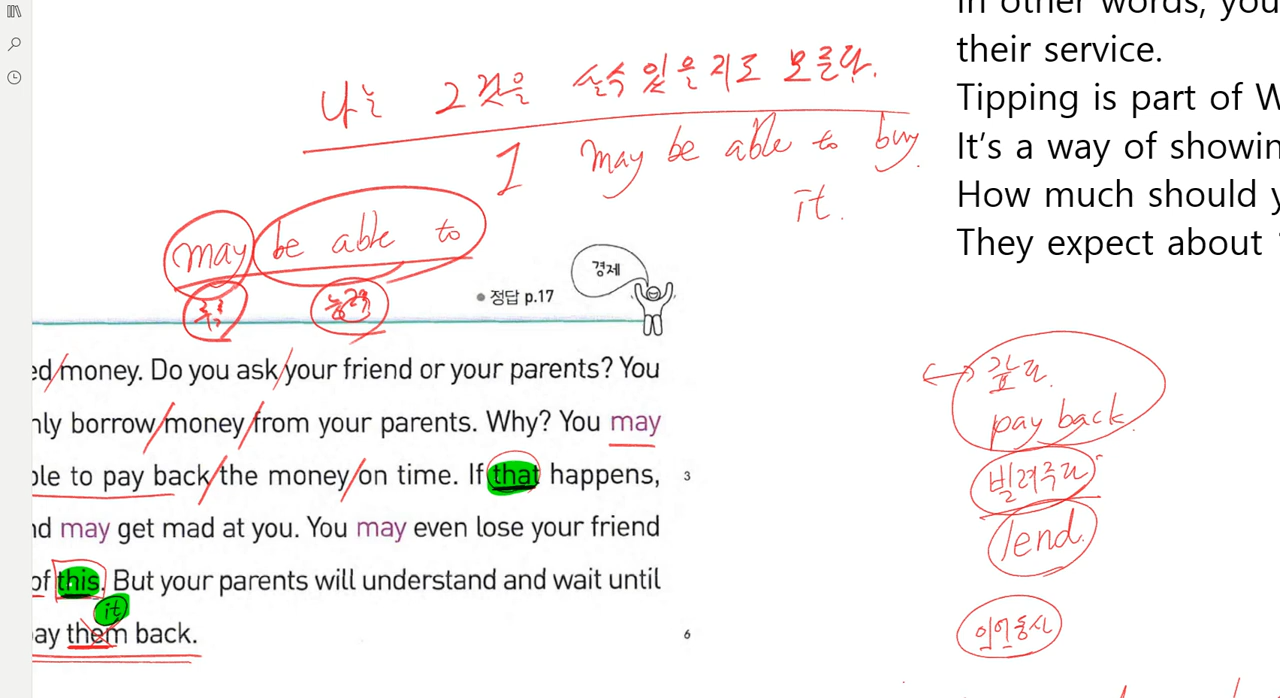 In other words, you
their service.
Tipping is part of W
It's a way of showin
How much should y
They expect about
나는 그것을 살 수 있을지도 모른다.
I may be able to buy
it.
may be able to
능력
경제
정답 p.17
ed money. Do you ask your friend or your parents? You
nly borrow money from your parents. Why? You may
ble to pay back the money on time. If that happens, 3
nd may get mad at you. You may even lose your friend
of this. But your parents will understand and wait until
it
ay them back. 6
갚다.
pay back.
빌려주다
lend.
이어동사